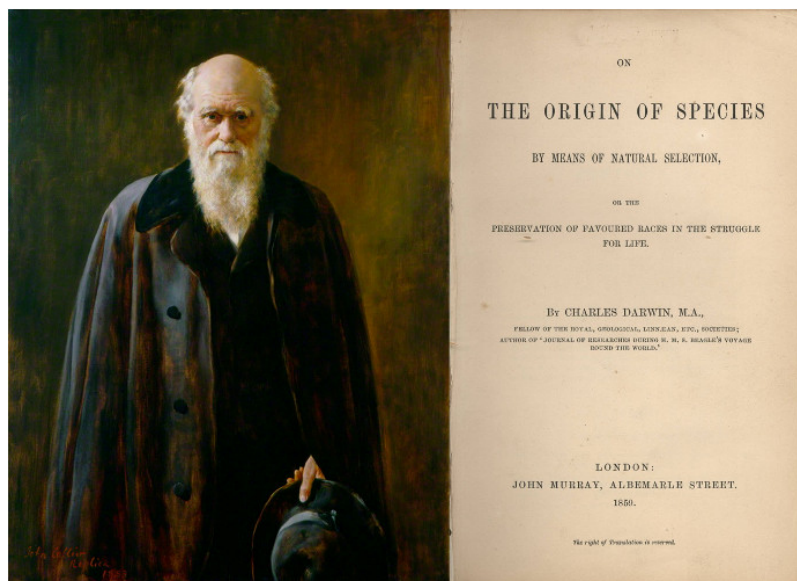 John Collier
ON
THE ORIGIN OF SPECIES
BY MEANS OF NATURAL SELECTION,
OR THE
PRESERVATION OF FAVOURED RACES IN THE STRUGGLE
FOR LIFE.
BY CHARLES DARWIN, M.A.,
FELLOW OF THE ROYAL, GEOLOGICAL, LINNÆAN, ETC., SOCIETIES;
AUTHOR OF 'JOURNAL OF RESEARCHES DURING H. M. S. BEAGLE'S VOYAGE
ROUND THE WORLD.'
LONDON:
JOHN MURRAY, ALBEMARLE STREET.
1859.
The right of Translation is reserved.